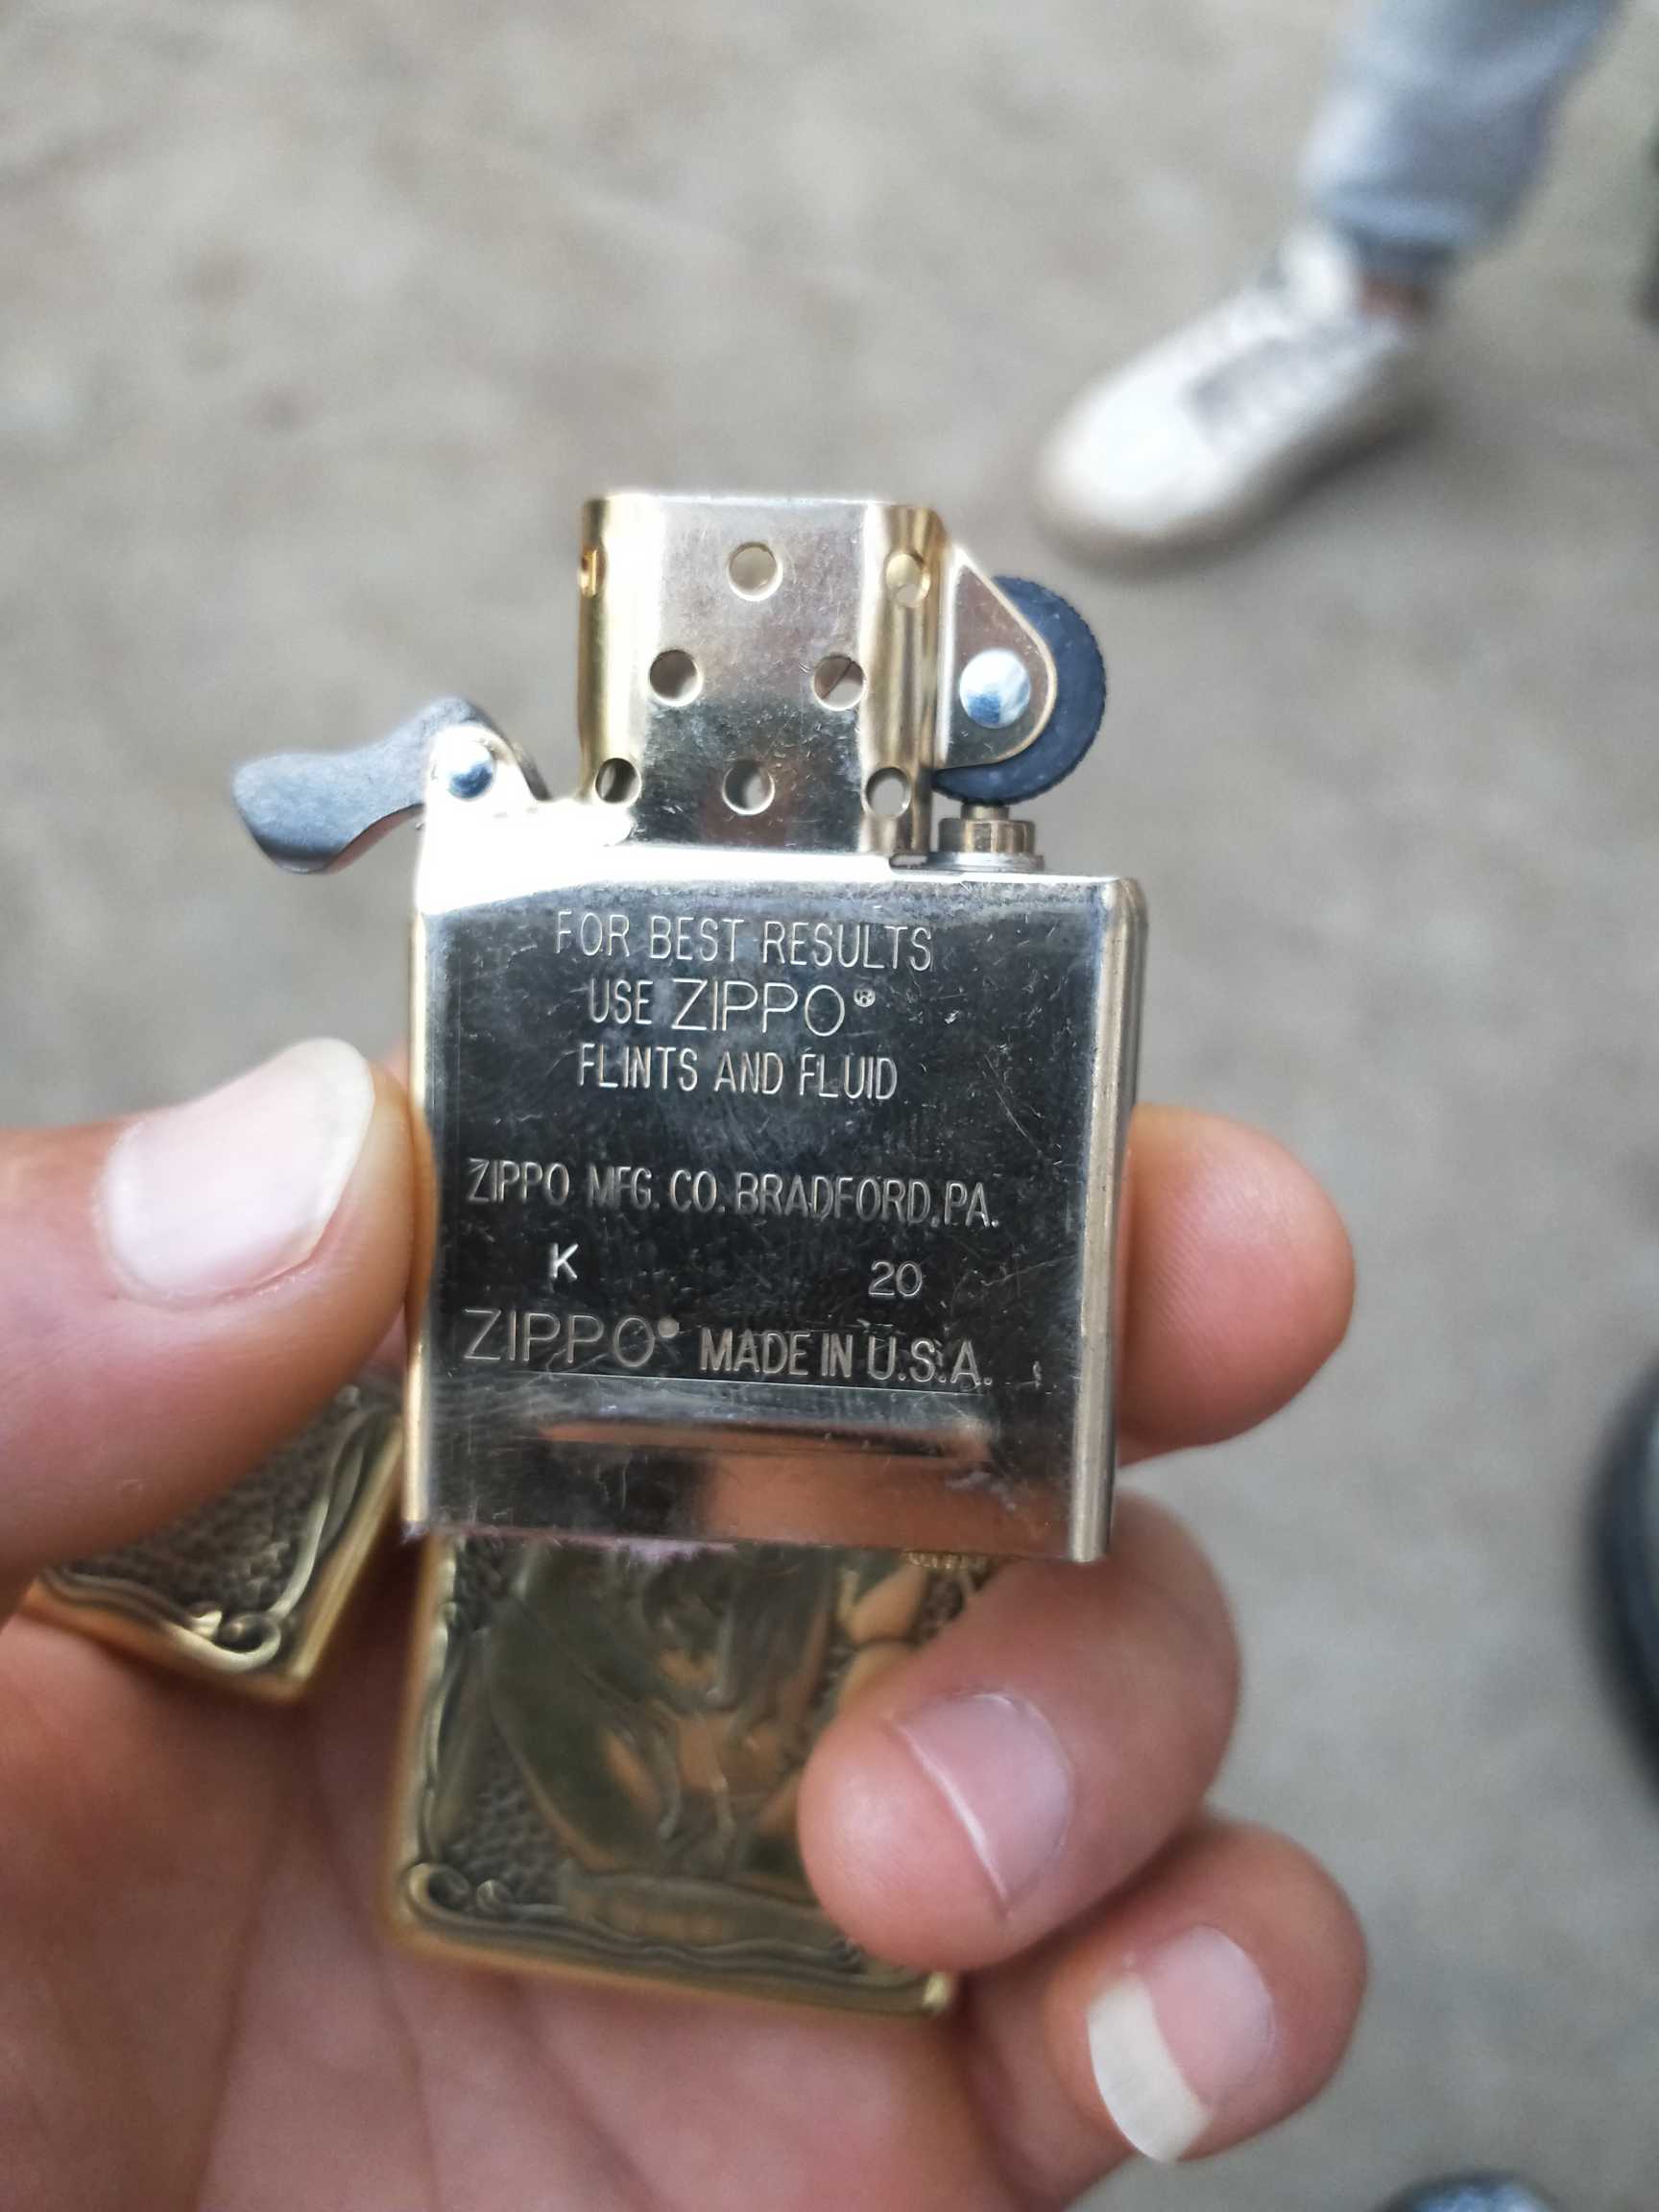 FOR BEST RESULTS
USE ZIPPO®
FLINTS AND FLUID
ZIPPO MFG. CO. BRADFORD, PA.
K 20
ZIPPO® MADE IN U.S.A.